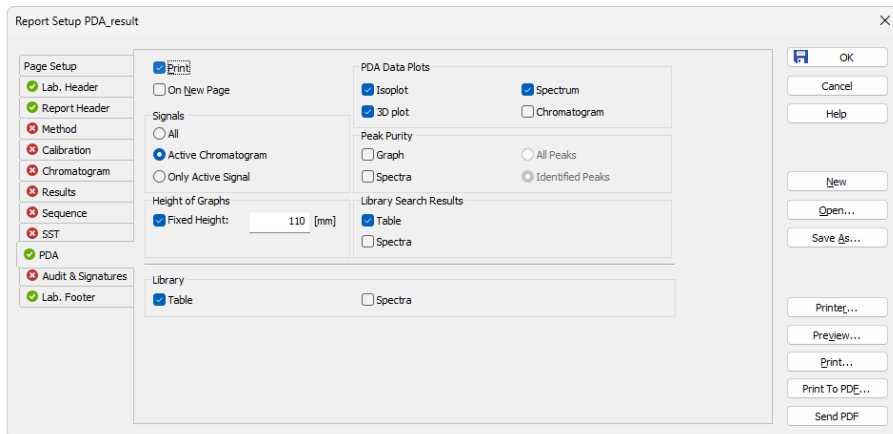 Report Setup PDA_result
Page Setup
Lab. Header
Report Header
Method
Calibration
Chromatogram
Results
Sequence
SST
PDA
Audit & Signatures
Lab. Footer
Print
On New Page
Signals
All
Active Chromatogram
Only Active Signal
Height of Graphs
Fixed Height: 110 [mm]
PDA Data Plots
Isoplot Spectrum
3D plot Chromatogram
Peak Purity
Graph All Peaks
Spectra Identified Peaks
Library Search Results
Table
Spectra
Library
Table Spectra
OK
Cancel
Help
New
Open...
Save As...
Printer...
Preview...
Print...
Print To PDF...
Send PDF